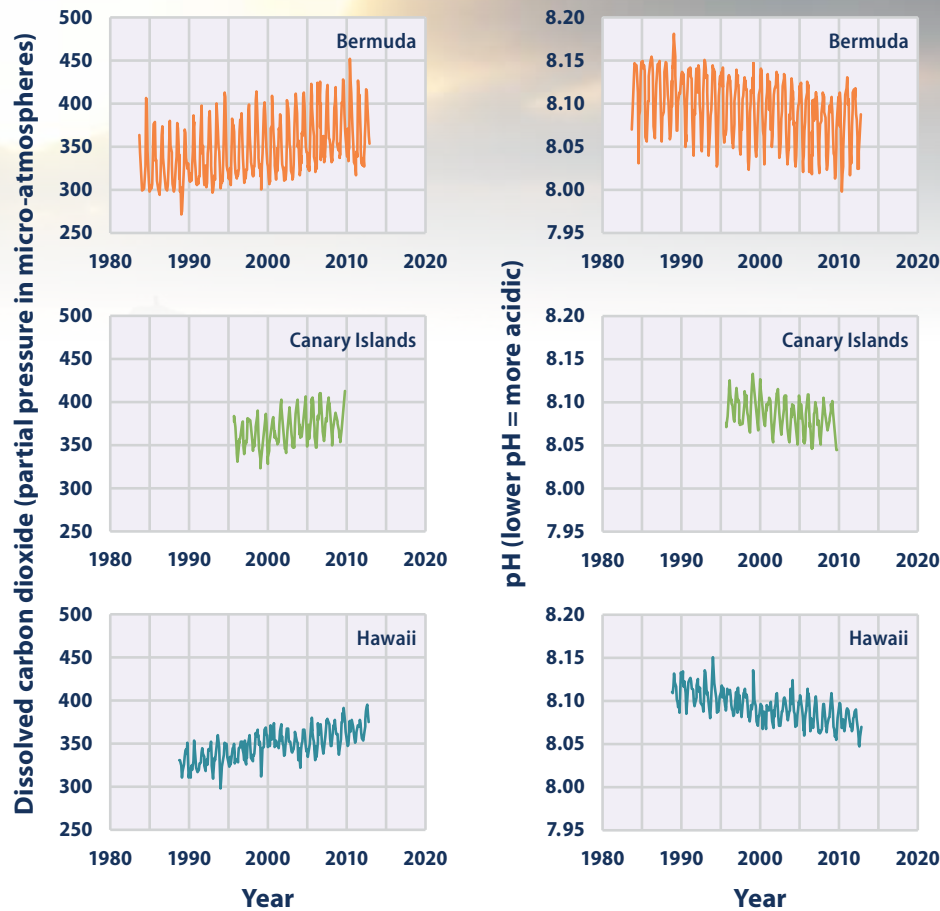 Dissolved carbon dioxide (partial pressure in micro-atmospheres)
500
450
400
350
300
250
Bermuda
1980 1990 2000 2010 2020
500
450
400
350
300
250
Canary Islands
1980 1990 2000 2010 2020
500
450
400
350
300
250
Hawaii
1980 1990 2000 2010 2020
Year
pH (lower pH = more acidic)
8.20
8.15
8.10
8.05
8.00
7.95
Bermuda
1980 1990 2000 2010 2020
8.20
8.15
8.10
8.05
8.00
7.95
Canary Islands
1980 1990 2000 2010 2020
8.20
8.15
8.10
8.05
8.00
7.95
Hawaii
1980 1990 2000 2010 2020
Year